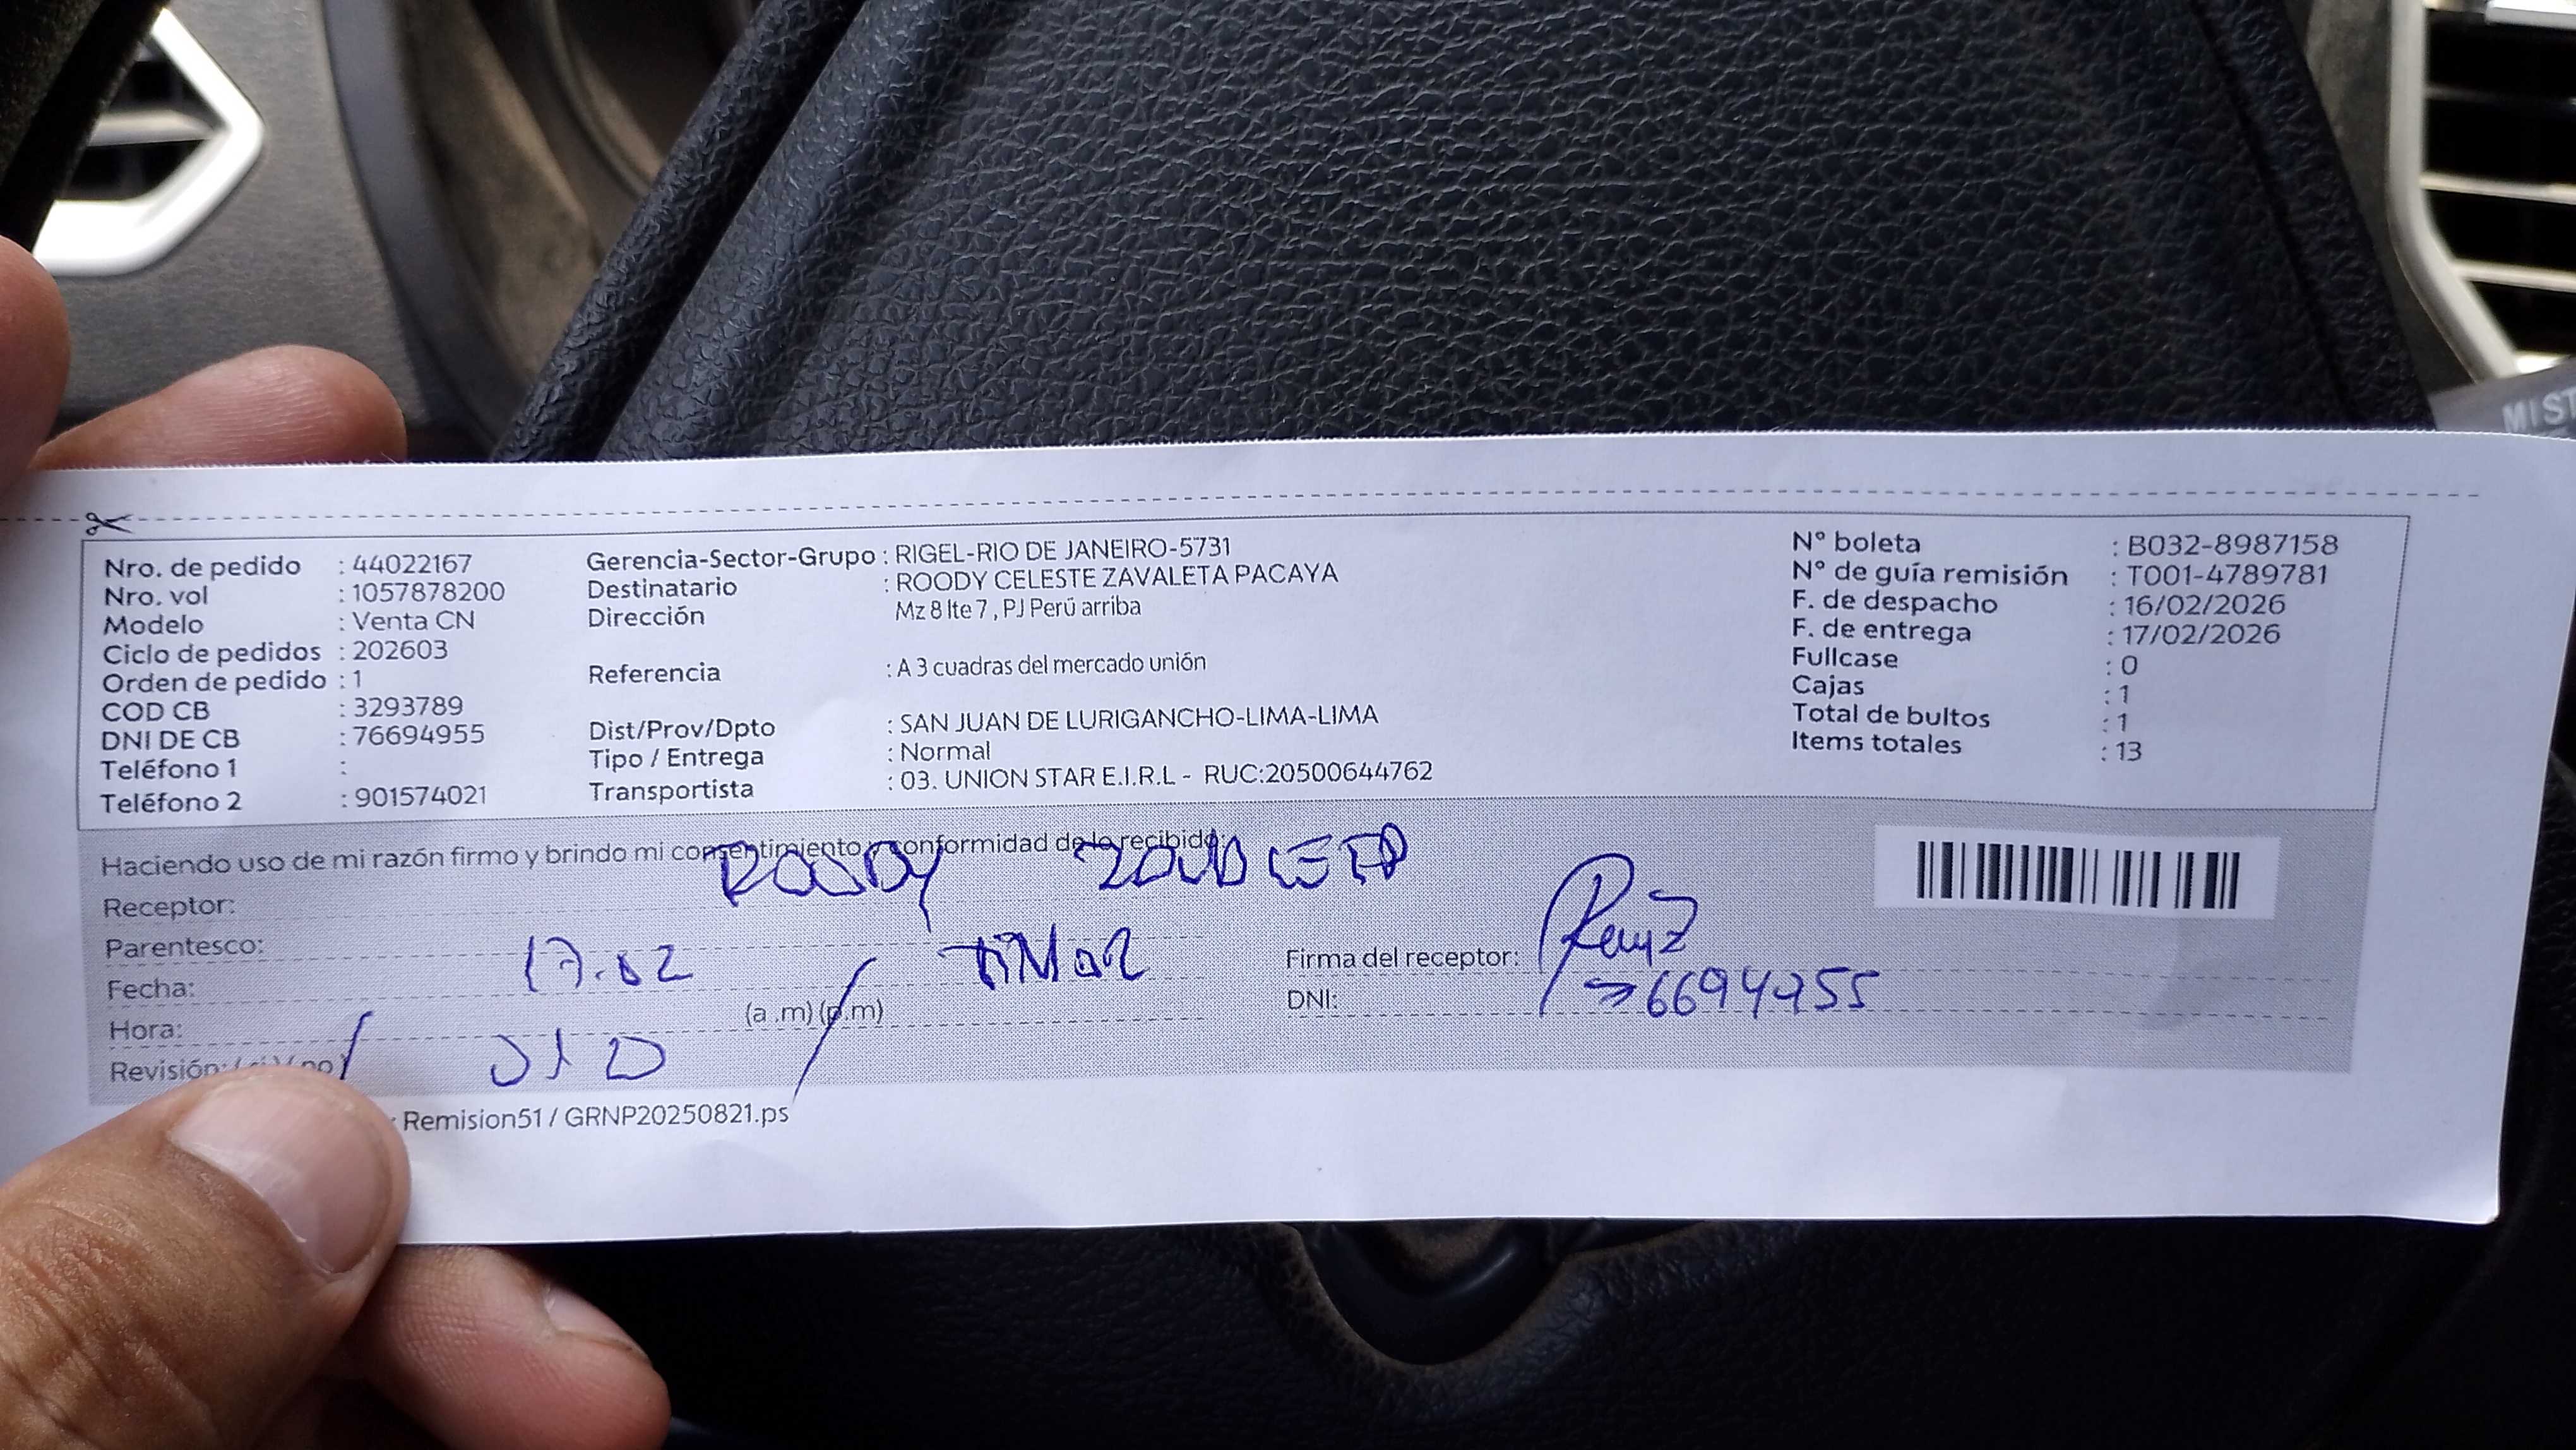 MIST
Nro. de pedido : 44022167
Nro. vol : 1057878200
Modelo : Venta CN
Ciclo de pedidos : 202603
Orden de pedido : 1
COD CB : 3293789
DNI DE CB : 76694955
Teléfono 1 :
Teléfono 2 : 901574021
Gerencia-Sector-Grupo : RIGEL-RIO DE JANEIRO-5731
Destinatario : ROODY CELESTE ZAVALETA PACAYA
Dirección Mz 8 lte 7 , PJ Perú arriba
Referencia : A 3 cuadras del mercado unión
Dist/Prov/Dpto : SAN JUAN DE LURIGANCHO-LIMA-LIMA
Tipo / Entrega : Normal
Transportista : 03. UNION STAR E.I.R.L - RUC:20500644762
N° boleta : B032-8987158
N° de guía remisión : T001-4789781
F. de despacho : 16/02/2026
F. de entrega : 17/02/2026
Fullcase : 0
Cajas : 1
Total de bultos : 1
Items totales : 13
Haciendo uso de mi razón firmo y brindo mi consentimiento y conformidad de lo recibido:
Receptor: ROODY
Parentesco:
Fecha: 17.02
Hora: (a .m) (p.m)
Revisión: (si) (no)
Firma del receptor:
DNI: 76694955
Remision51 / GRNP20250821.ps